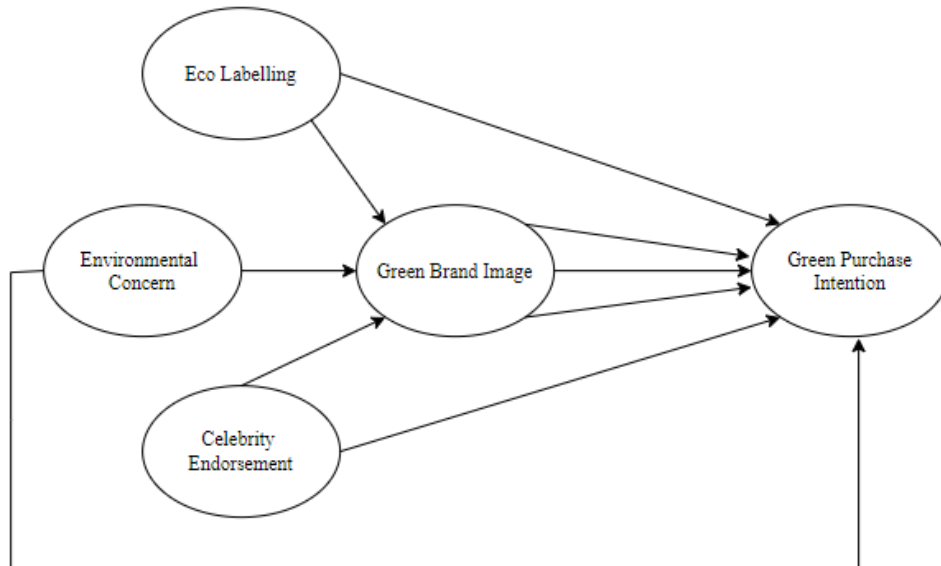 Eco Labelling
Environmental
Concern
Green Brand Image
Green Purchase
Intention
Celebrity
Endorsement